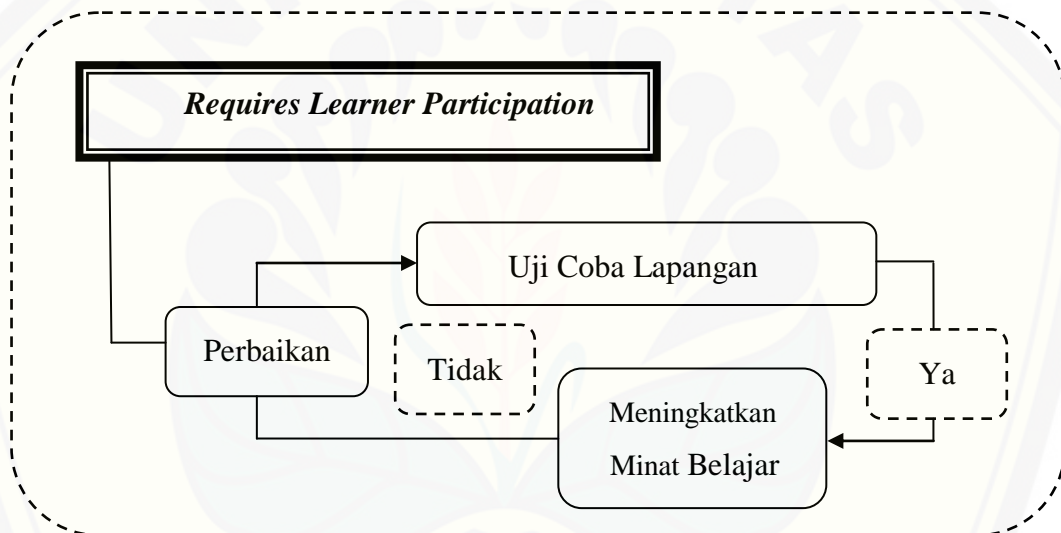 Requires Learner Participation
Uji Coba Lapangan
Perbaikan
Tidak
Ya
Meningkatkan
Minat Belajar